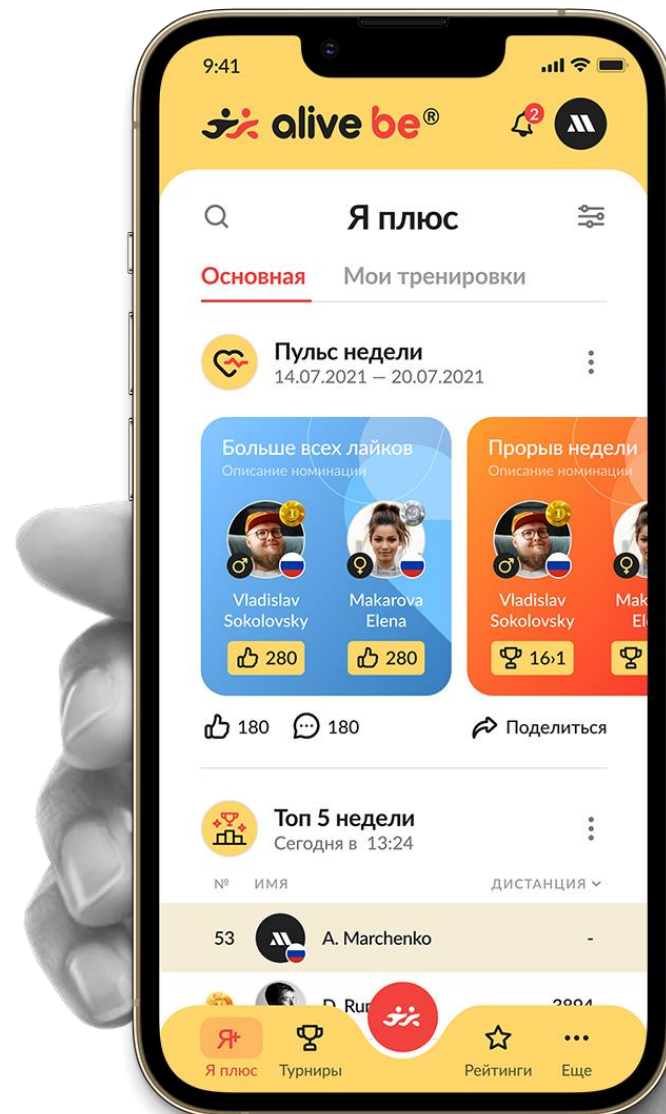 9:41
alive be®
2
Я плюс
Основная
Мои тренировки
Пульс недели
14.07.2021 — 20.07.2021
Больше всех лайков
Описание номинации
Vladislav
Sokolovsky
Makarova
Elena
280
280
Прорыв недели
Описание номинации
Vladislav
Sokolovsky
16›1
180
180
Поделиться
Топ 5 недели
Сегодня в 13:24
№ ИМЯ ДИСТАНЦИЯ
53 A. Marchenko -
Я+
Я плюс
Турниры
Рейтинги
Еще